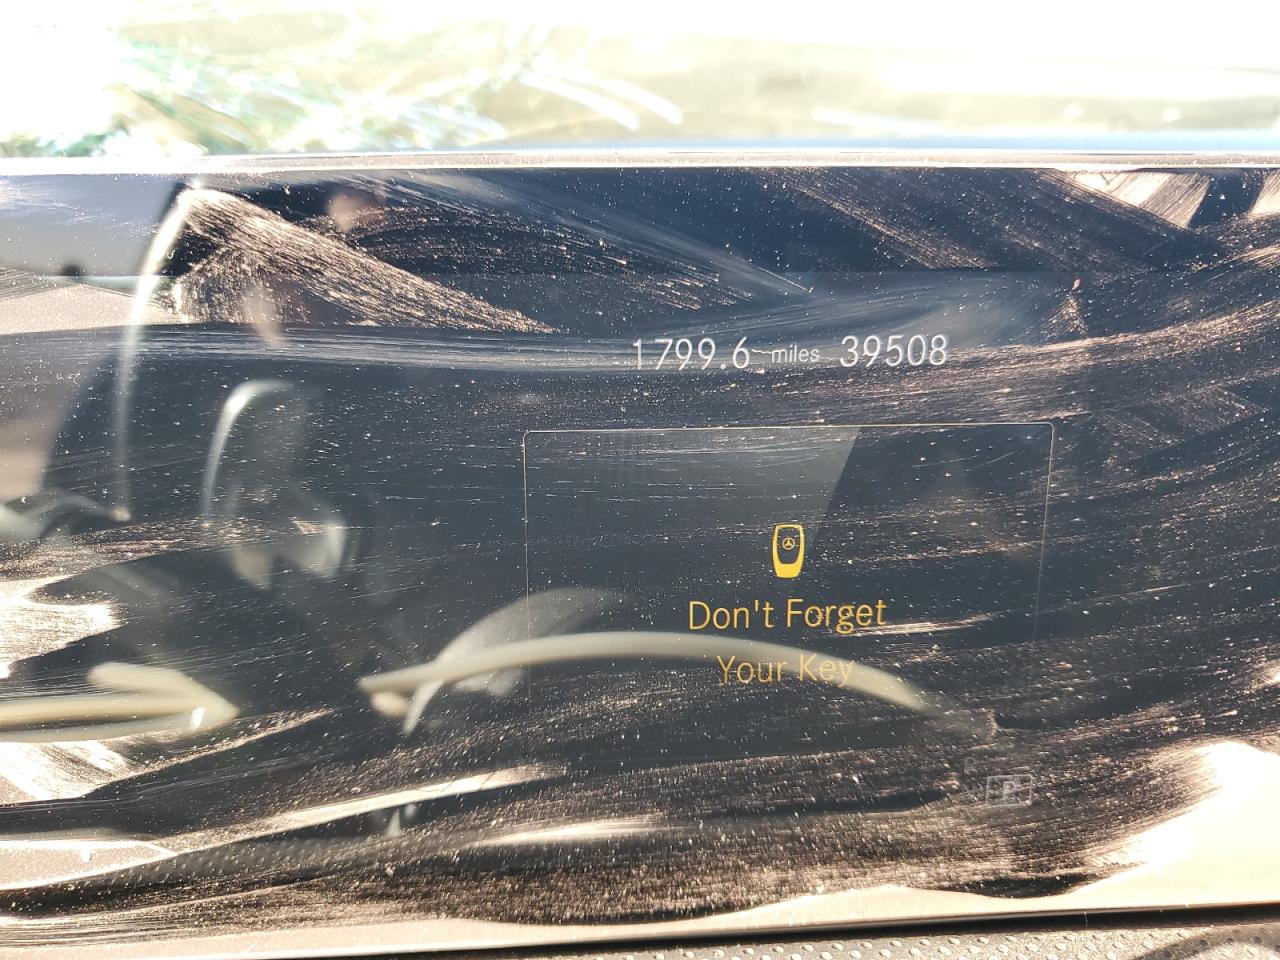 1799.6 miles 39508
Don't Forget
Your Key
P